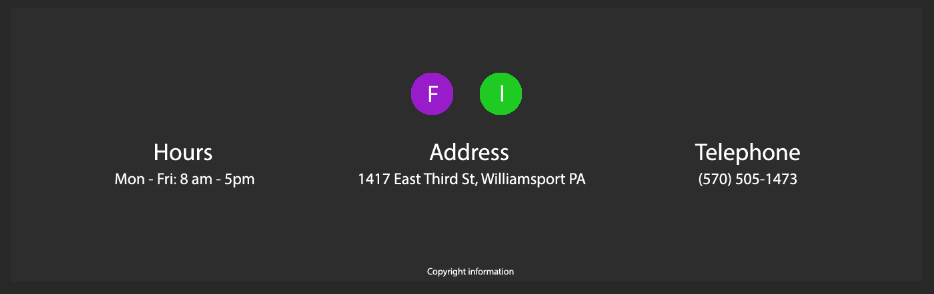 F I
Hours Address Telephone
Mon - Fri: 8 am - 5pm 1417 East Third St, Williamsport PA (570) 505-1473
Copyright information